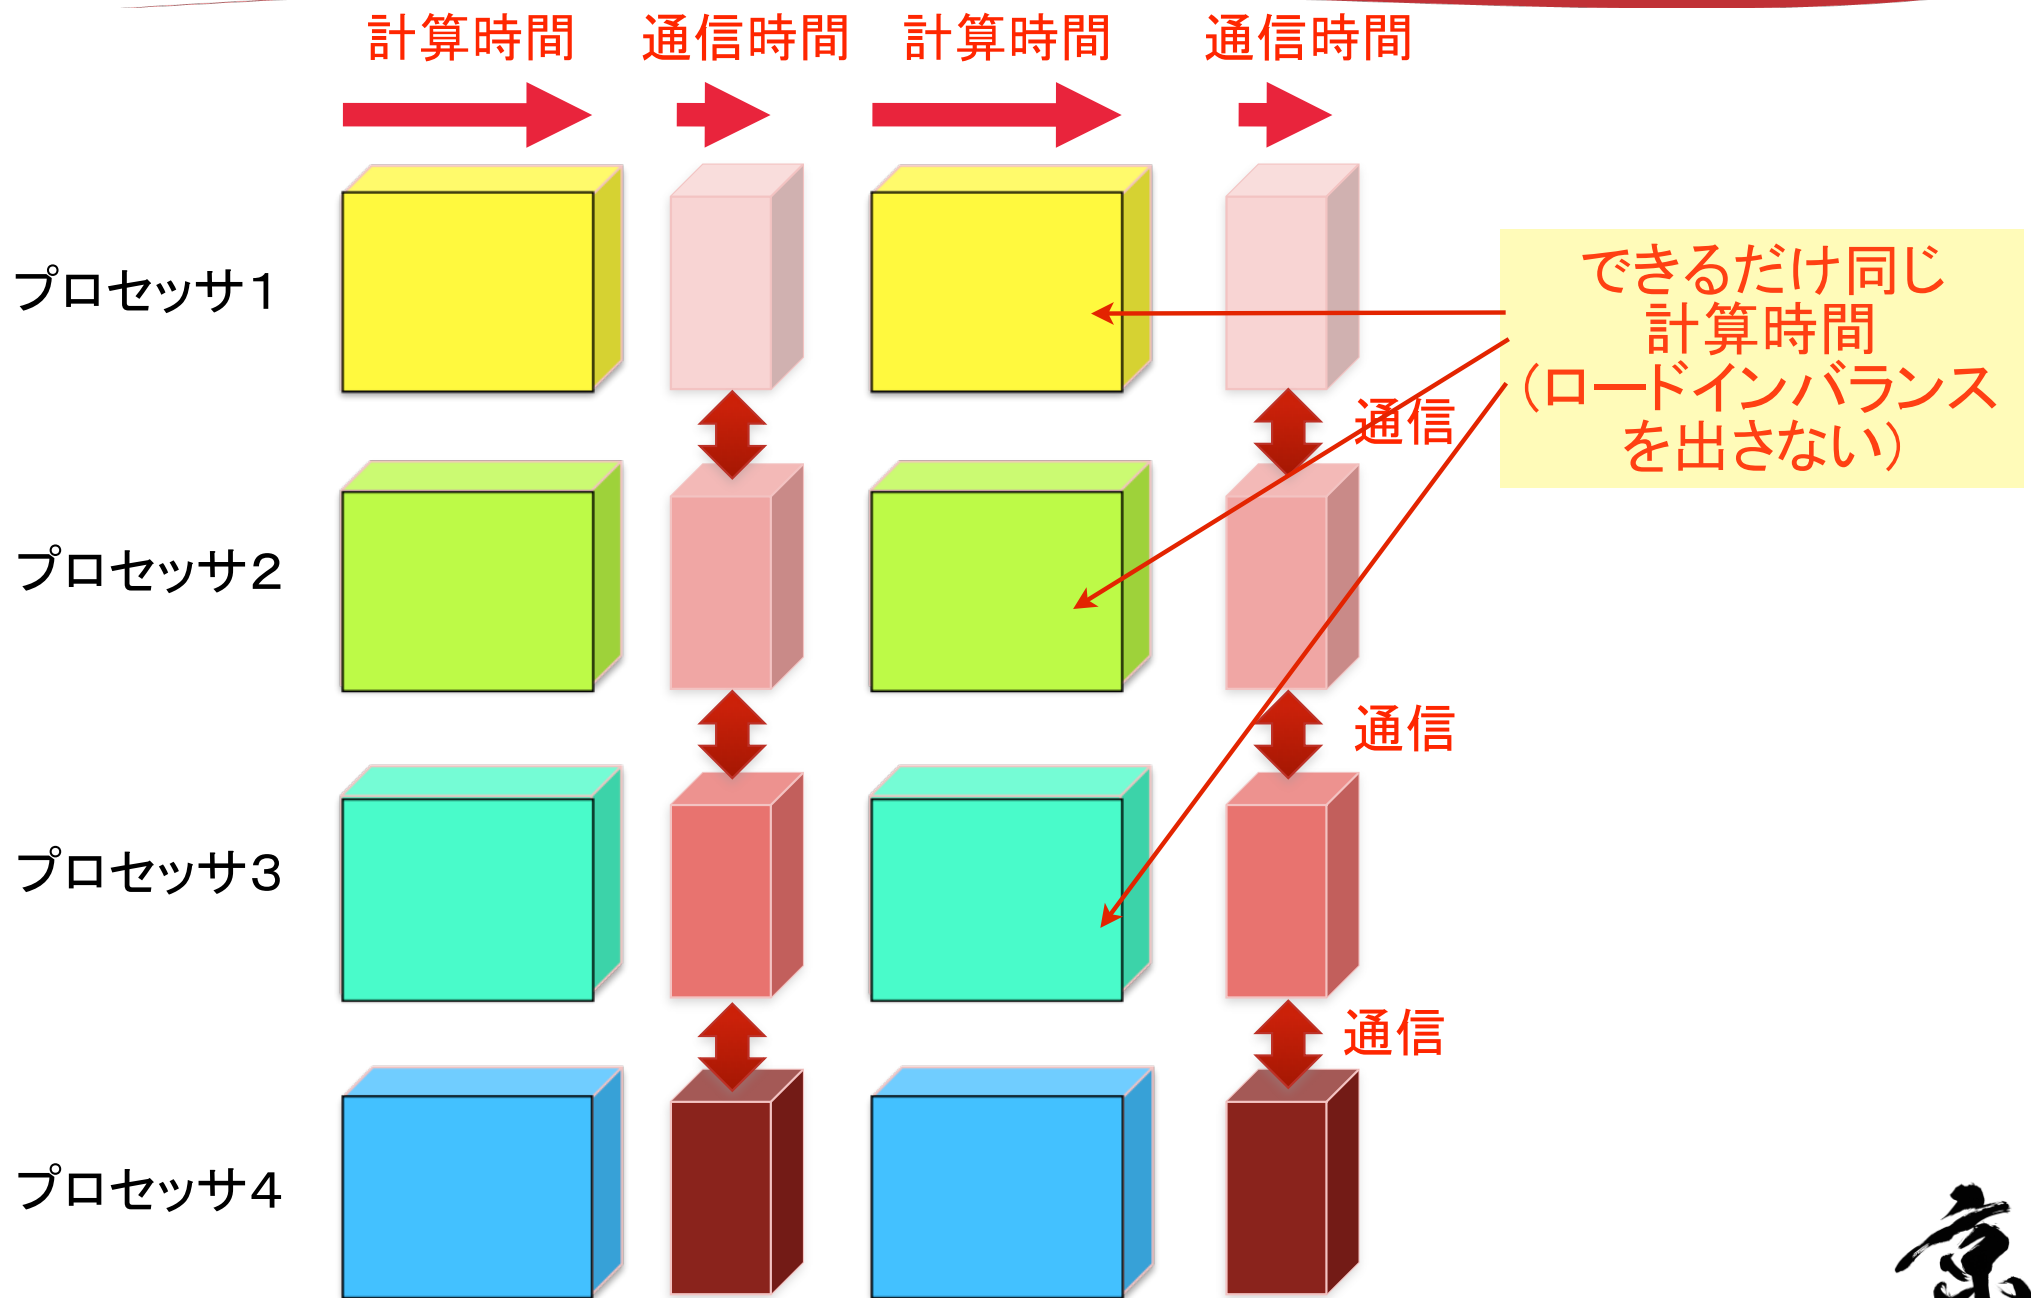 計算時間 通信時間 計算時間 通信時間
プロセッサ1
できるだけ同じ
計算時間
（ロードインバランス
を出さない）
通信
プロセッサ2
通信
プロセッサ3
通信
プロセッサ4
京